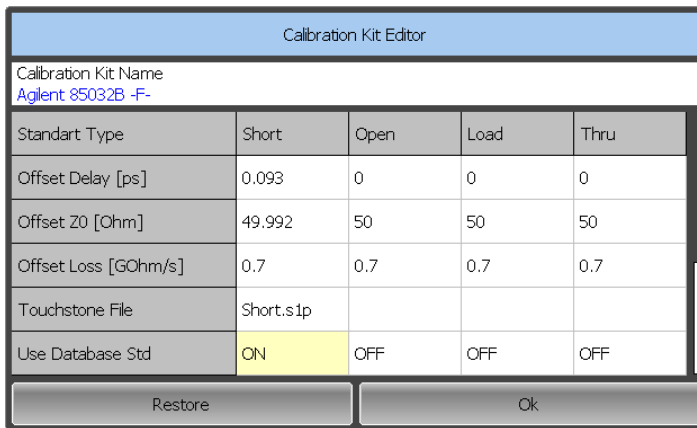 Calibration Kit Editor
Calibration Kit Name
Agilent 85032B -F-
Standart Type Short Open Load Thru
Offset Delay [ps] 0.093 0 0 0
Offset Z0 [Ohm] 49.992 50 50 50
Offset Loss [GOhm/s] 0.7 0.7 0.7 0.7
Touchstone File Short.s1p
Use Database Std ON OFF OFF OFF
Restore Ok